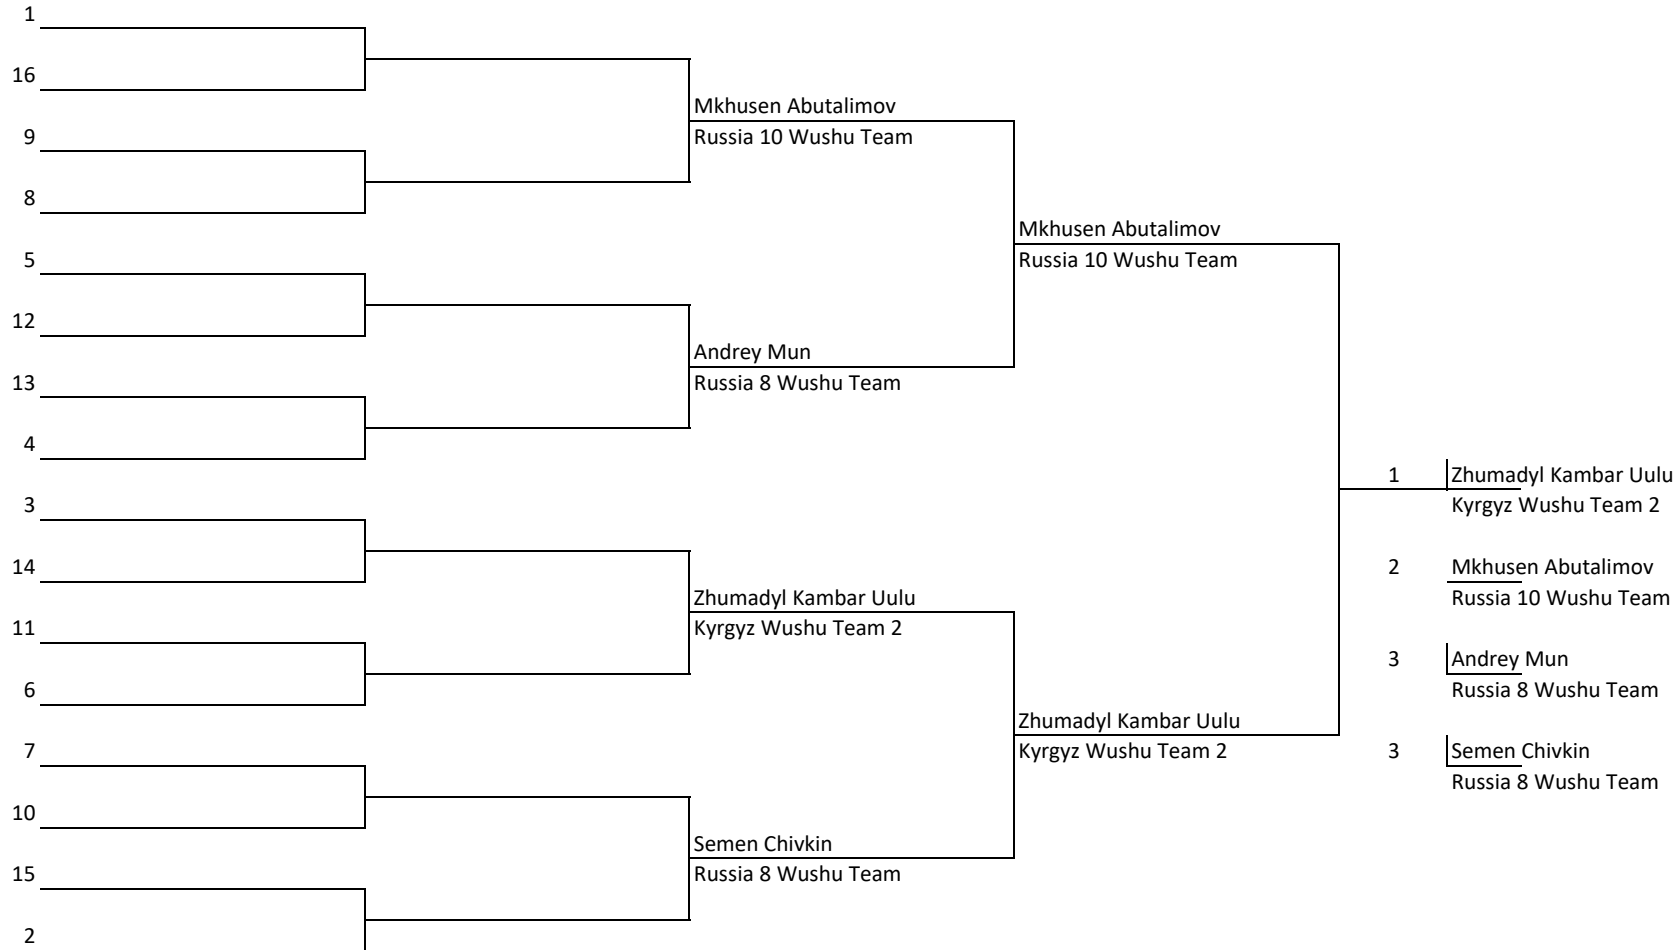 1
16
Mkhusen Abutalimov
9
Russia 10 Wushu Team
8
Mkhusen Abutalimov
5
Russia 10 Wushu Team
12
Andrey Mun
13
Russia 8 Wushu Team
4
1
Zhumadyl Kambar Uulu
3
Kyrgyz Wushu Team 2
14
2
Mkhusen Abutalimov
Zhumadyl Kambar Uulu
Russia 10 Wushu Team
11
Kyrgyz Wushu Team 2
3
Andrey Mun
6
Russia 8 Wushu Team
Zhumadyl Kambar Uulu
7
Kyrgyz Wushu Team 2
3
Semen Chivkin
Russia 8 Wushu Team
10
Semen Chivkin
15
Russia 8 Wushu Team
2